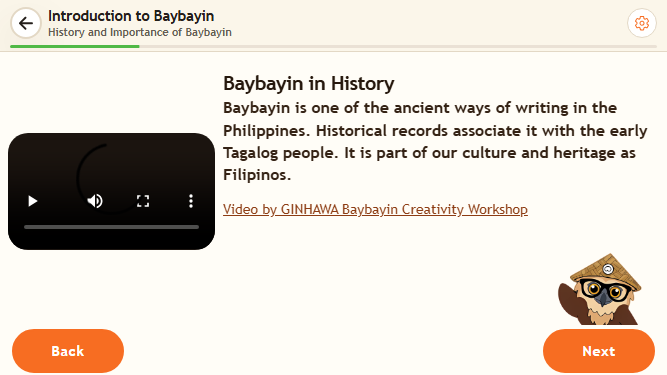 Introduction to Baybayin
History and Importance of Baybayin
Baybayin in History
Baybayin is one of the ancient ways of writing in the
Philippines. Historical records associate it with the early
Tagalog people. It is part of our culture and heritage as
Filipinos.
Video by GINHAWA Baybayin Creativity Workshop
Back
Next